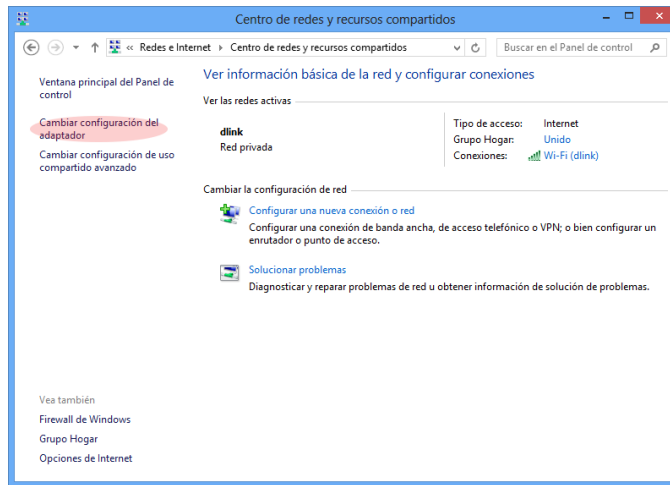 Centro de redes y recursos compartidos
« Redes e Internet ▸ Centro de redes y recursos compartidos
Buscar en el Panel de control
Ventana principal del Panel de
control
Cambiar configuración del
adaptador
Cambiar configuración de uso
compartido avanzado
Ver información básica de la red y configurar conexiones
Ver las redes activas
dlink
Red privada
Tipo de acceso: Internet
Grupo Hogar: Unido
Conexiones: Wi-Fi (dlink)
Cambiar la configuración de red
Configurar una nueva conexión o red
Configurar una conexión de banda ancha, de acceso telefónico o VPN; o bien configurar un
enrutador o punto de acceso.
Solucionar problemas
Diagnosticar y reparar problemas de red u obtener información de solución de problemas.
Vea también
Firewall de Windows
Grupo Hogar
Opciones de Internet